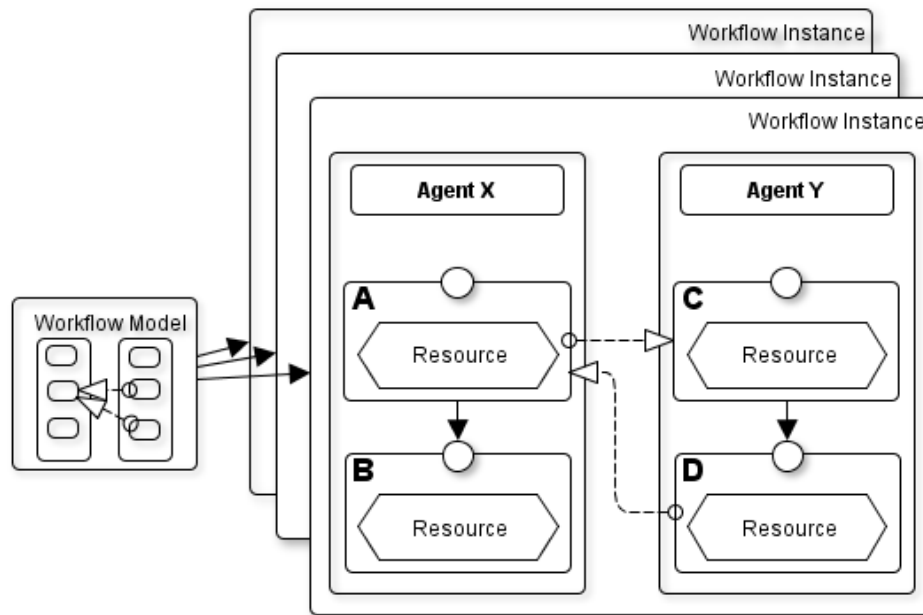 Workflow Instance
Workflow Instance
Workflow Instance
Agent X
Agent Y
A
Resource
C
Resource
Workflow Model
B
Resource
D
Resource